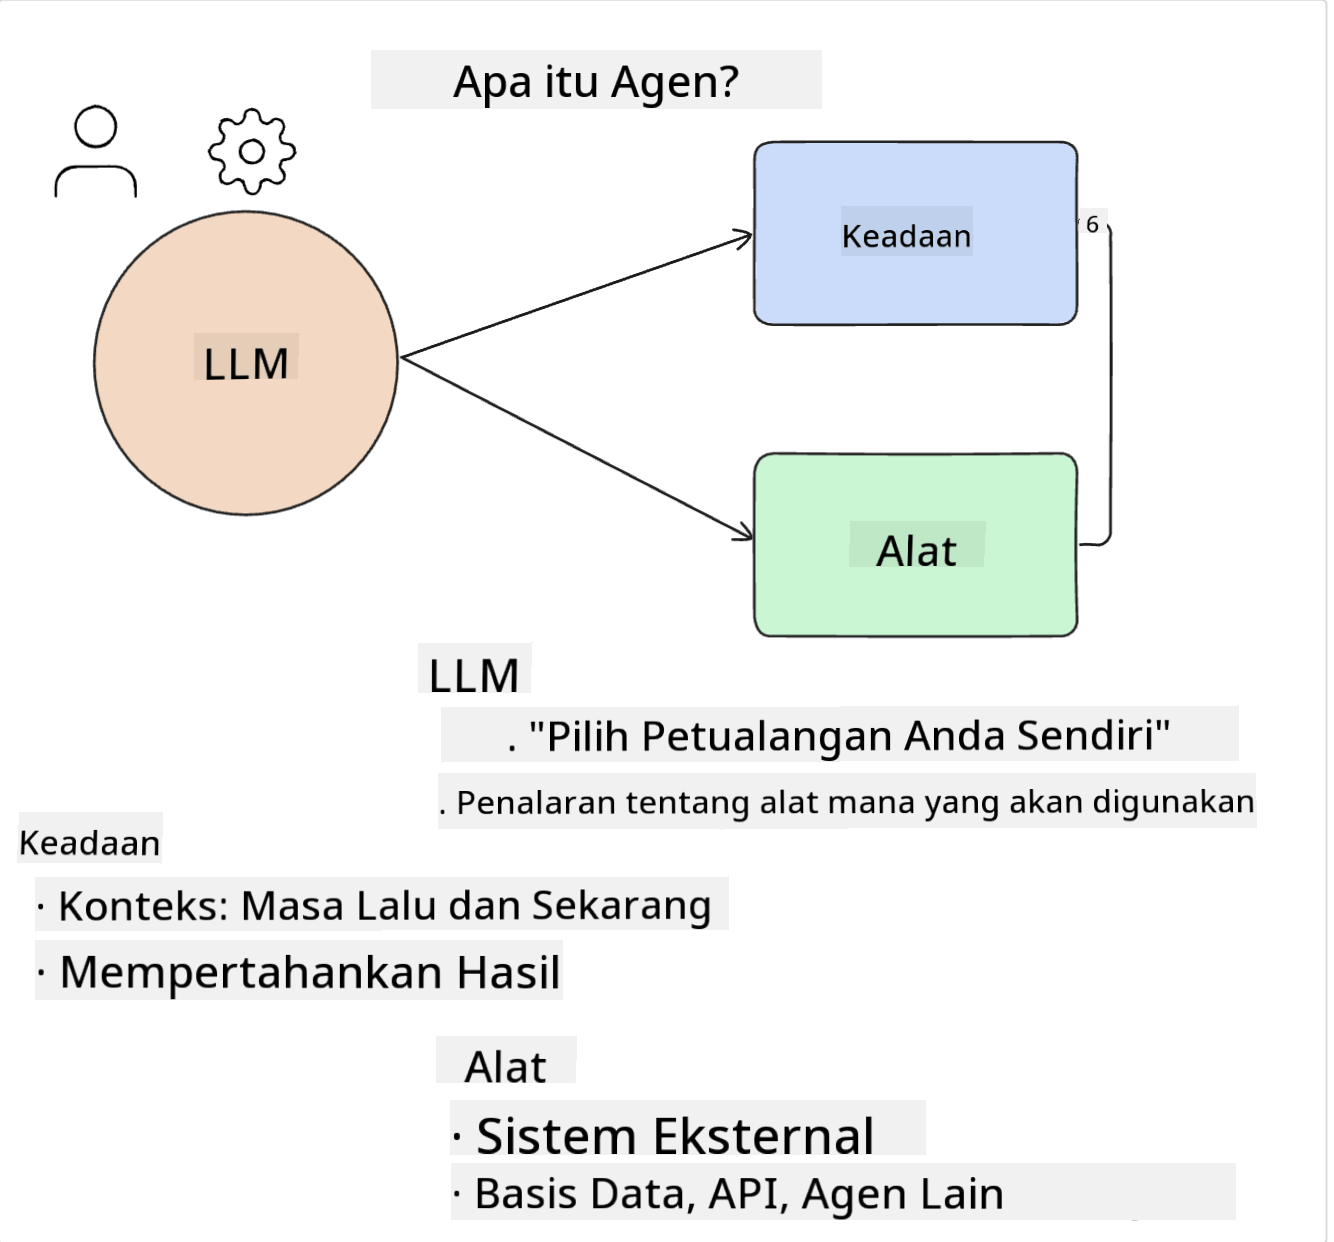 Apa itu Agen?
Keadaan
6
LLM
Alat
LLM
. "Pilih Petualangan Anda Sendiri"
. Penalaran tentang alat mana yang akan digunakan
Keadaan
· Konteks: Masa Lalu dan Sekarang
· Mempertahankan Hasil
Alat
· Sistem Eksternal
· Basis Data, API, Agen Lain